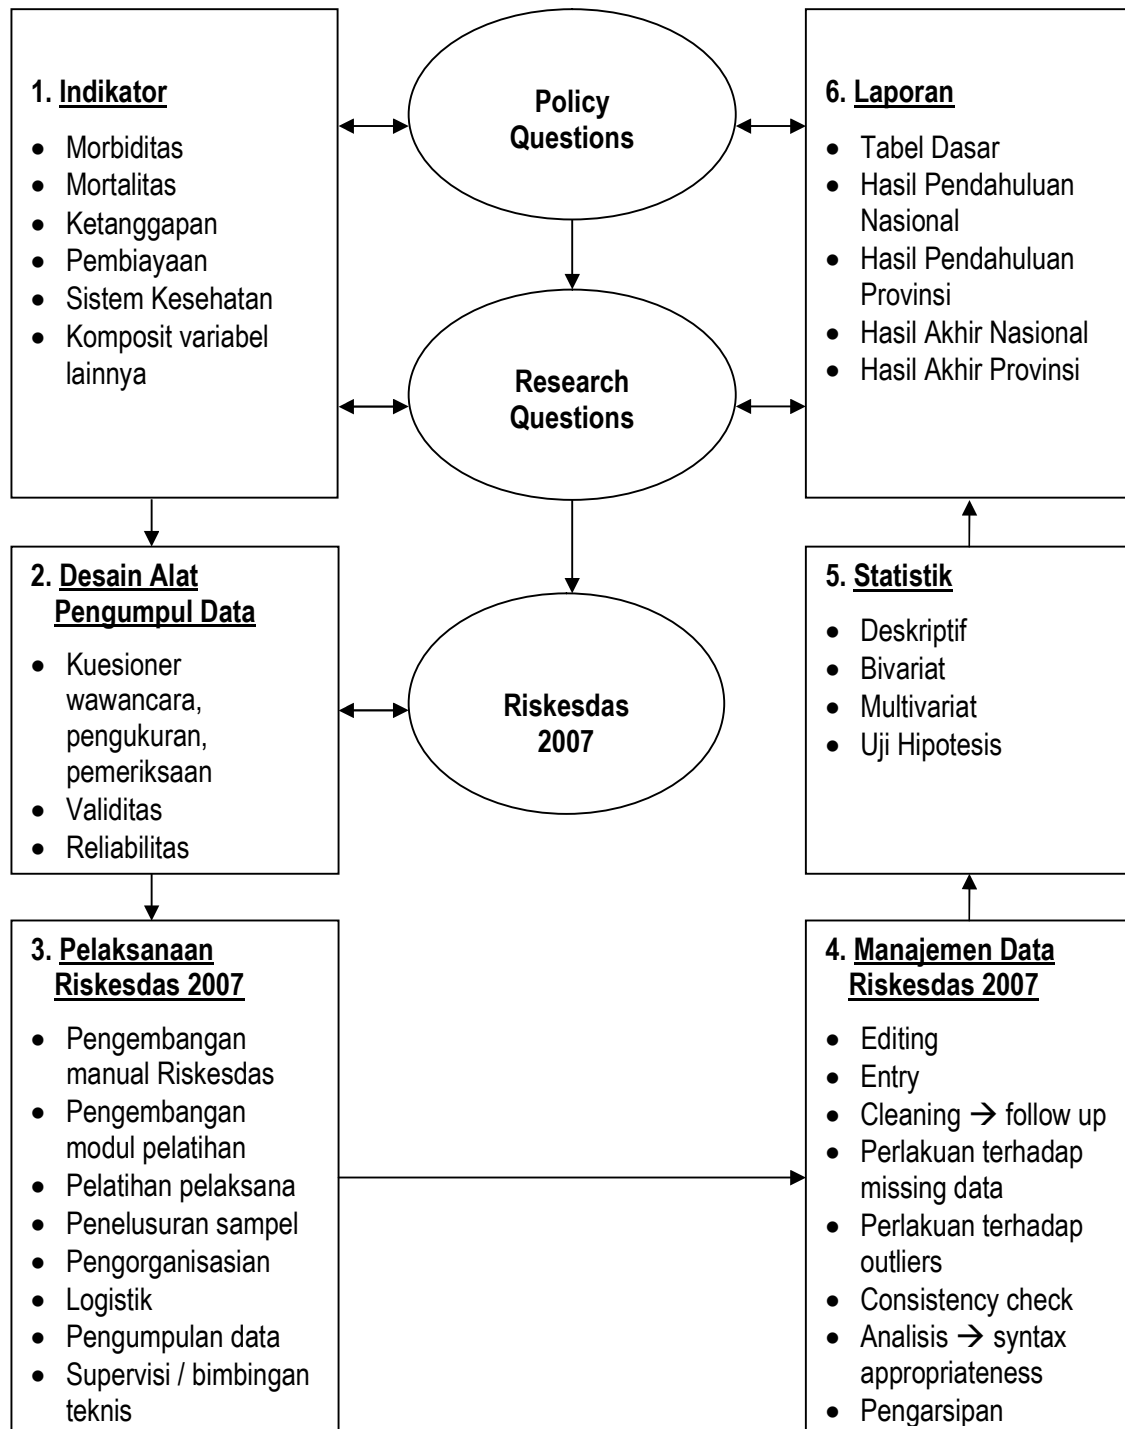 1. Indikator
• Morbiditas
• Mortalitas
• Ketanggapan
• Pembiayaan
• Sistem Kesehatan
• Komposit variabel
lainnya
Policy
Questions
6. Laporan
• Tabel Dasar
• Hasil Pendahuluan
Nasional
• Hasil Pendahuluan
Provinsi
• Hasil Akhir Nasional
• Hasil Akhir Provinsi
Research
Questions
2. Desain Alat
Pengumpul Data
• Kuesioner
wawancara,
pengukuran,
pemeriksaan
• Validitas
• Reliabilitas
Riskesdas
2007
5. Statistik
• Deskriptif
• Bivariat
• Multivariat
• Uji Hipotesis
3. Pelaksanaan
Riskesdas 2007
• Pengembangan
manual Riskesdas
• Pengembangan
modul pelatihan
• Pelatihan pelaksana
• Penelusuran sampel
• Pengorganisasian
• Logistik
• Pengumpulan data
• Supervisi / bimbingan
teknis
4. Manajemen Data
Riskesdas 2007
• Editing
• Entry
• Cleaning → follow up
• Perlakuan terhadap
missing data
• Perlakuan terhadap
outliers
• Consistency check
• Analisis → syntax
appropriateness
• Pengarsipan